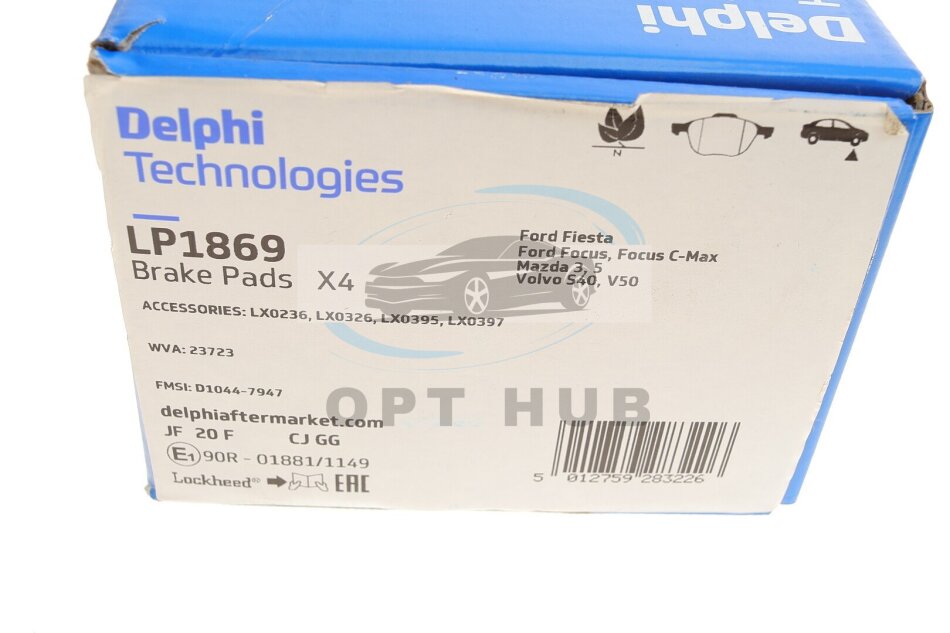 Delphi
T
Delphi
Technologies
LP1869
Brake Pads X4
Ford Fiesta
Ford Focus, Focus C-Max
Mazda 3, 5
Volvo S40, V50
ACCESSORIES: LX0236, LX0326, LX0395, LX0397
WVA: 23723
FMSI: D1044-7947
OPT HUB
delphiaftermarket.com
JF 20 F CJ GG
E1 90R - 01881/1149
Lockheed® EAC
N
5 012759 283226